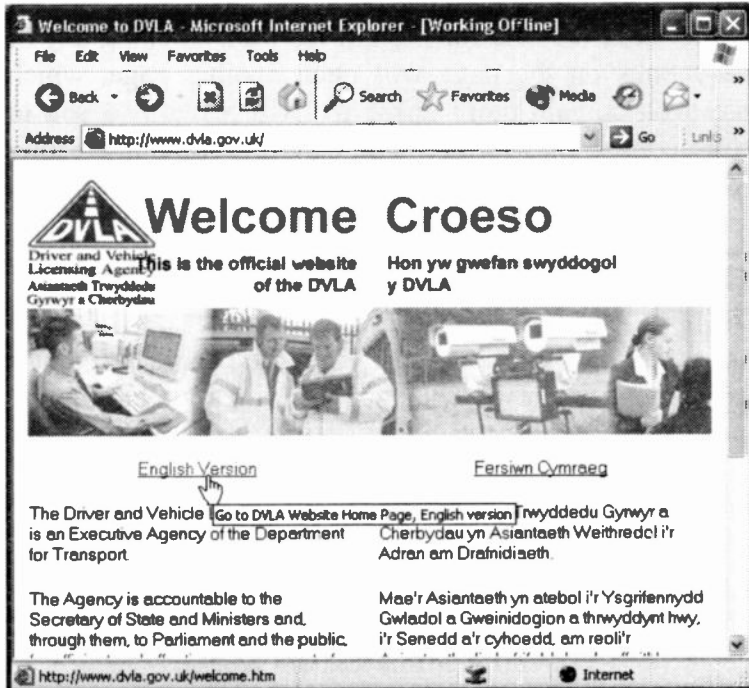 Welcome to DVLA - Microsoft Internet Explorer - [Working Offline]
File Edit View Favorites Tools Help
Back Search Favorites Media
Address http://www.dvla.gov.uk/ Go Links
DVLA
Driver and Vehicle
Licensing Agency
Asiantaeth Trwyddedu
Gyrwyr a Cherbydau
Welcome
This is the official website
of the DVLA
Croeso
Hon yw gwefan swyddogol
y DVLA
English Version
Fersiwn Cymraeg
Go to DVLA Website Home Page, English version
The Driver and Vehicle
is an Executive Agency of the Department
for Transport
The Agency is accountable to the
Secretary of State and Ministers and,
through them, to Parliament and the public,
Trwyddedu Gyrwyr a
Cherbydau yn Asiantaeth Weithredol i'r
Adran am Drafnidiaeth.
Mae'r Asiantaeth yn atebol i'r Ysgrifennydd
Gwladol a Gweinidogion a thrwyddynt hwy,
i'r Senedd a'r cyhoedd, am reoli'r
http://www.dvla.gov.uk/welcome.htm Internet